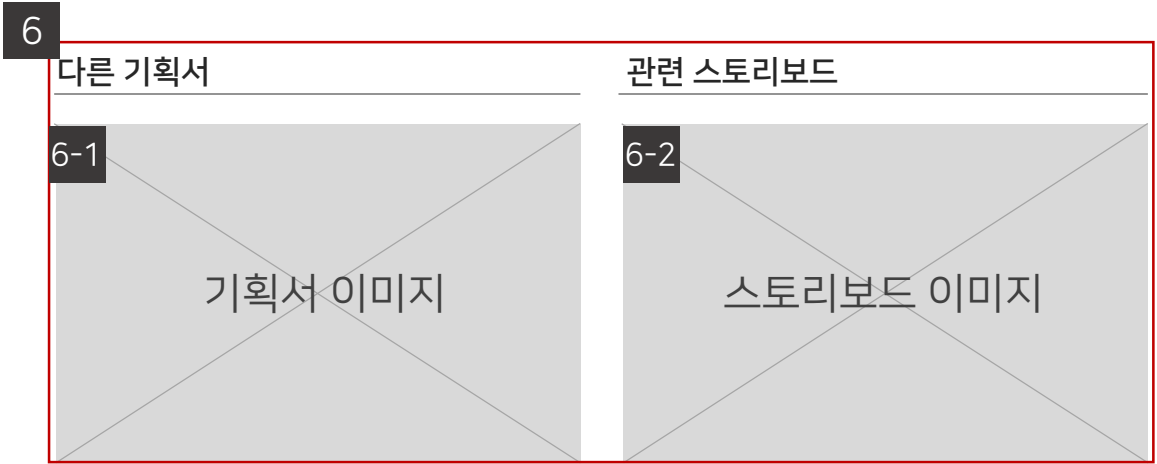 6
다른 기획서
관련 스토리보드
6-1
6-2
기획서 이미지
스토리보드 이미지